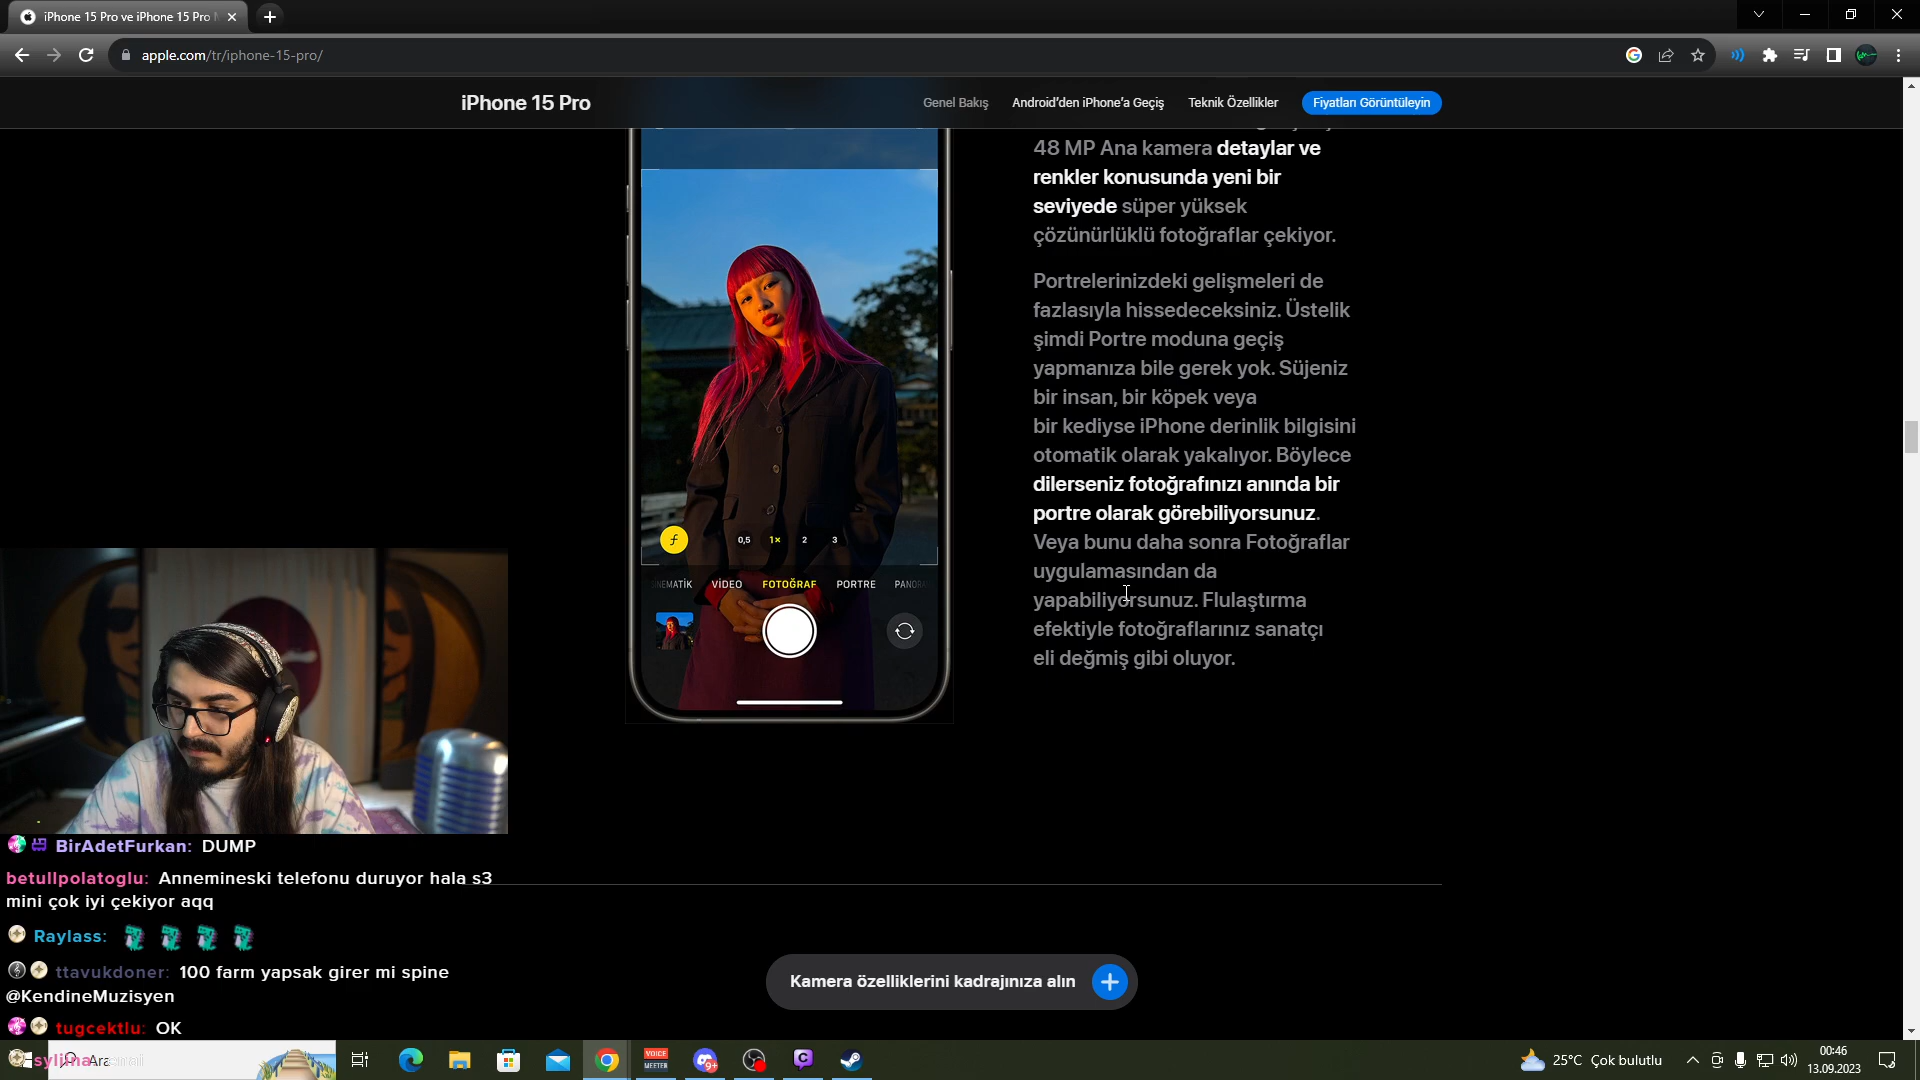 iPhone 15 Pro ve iPhone 15 Pro
apple.com/tr/iphone-15-pro/
iPhone 15 Pro
Genel Bakış
Android'den iPhone'a Geçiş
Teknik Özellikler
Fiyatları Görüntüleyin
48 MP Ana kamera detaylar ve
renkler konusunda yeni bir
seviyede süper yüksek
çözünürlüklü fotoğraflar çekiyor.
Portrelerinizdeki gelişmeleri de
fazlasıyla hissedeceksiniz. Üstelik
şimdi Portre moduna geçiş
yapmanıza bile gerek yok. Süjeniz
bir insan, bir köpek veya
bir kediyse iPhone derinlik bilgisini
otomatik olarak yakalıyor. Böylece
dilerseniz fotoğrafınızı anında bir
portre olarak görebiliyorsunuz.
Veya bunu daha sonra Fotoğraflar
uygulamasından da
yapabiliyorsunuz. Flulaştırma
efektiyle fotoğraflarınız sanatçı
eli değmiş gibi oluyor.
f
0,5 1× 2 3
NEMATİK VİDEO FOTOĞRAF PORTRE PANOR
BirAdetFurkan: DUMP
betullpolatoglu: Annemineski telefonu duruyor hala s3
mini çok iyi çekiyor aqq
Raylass:
ttavukdoner: 100 farm yapsak girer mi spine
@KendineMuzisyen
tugcektlu: OK
Kamera özelliklerini kadrajınıza alın
Ara
VOICE
MEETER
9+
25°C Çok bulutlu
00:46
13.09.2023